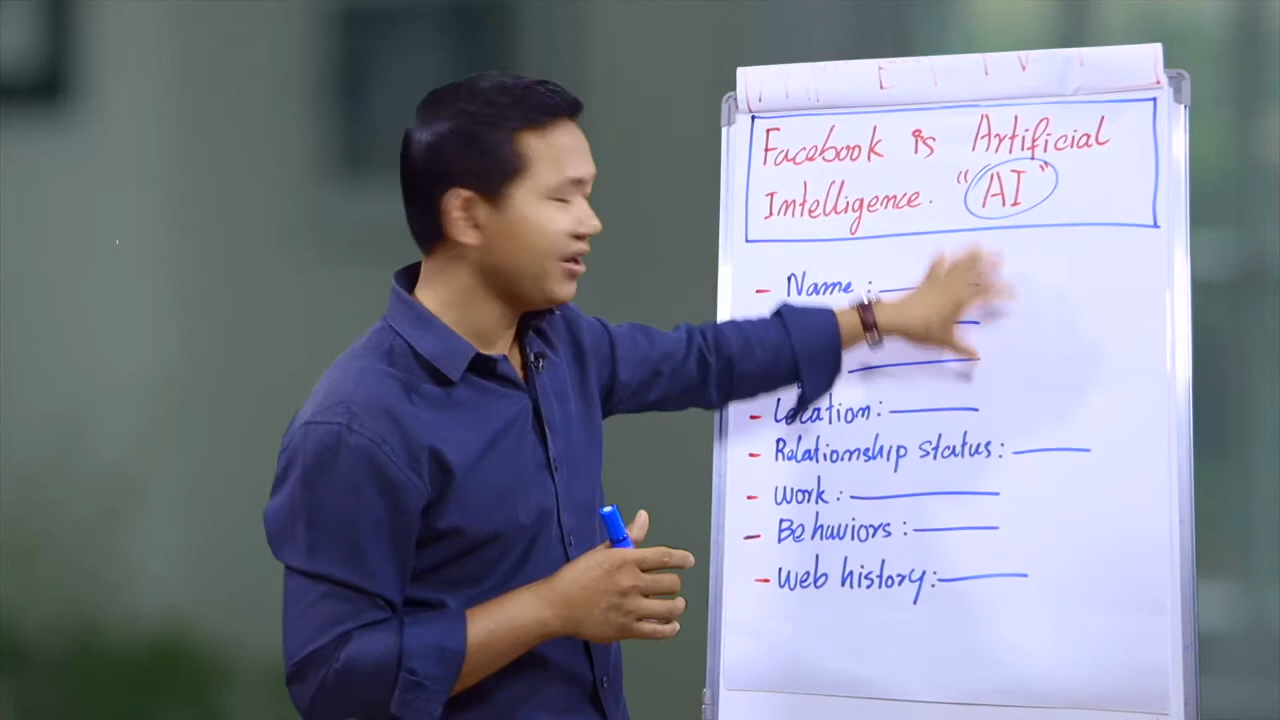 Facebook is Artificial
Intelligence. "AI"
- Name :
- Location :
- Relationship status :
- Work :
- Behaviors :
- Web history :